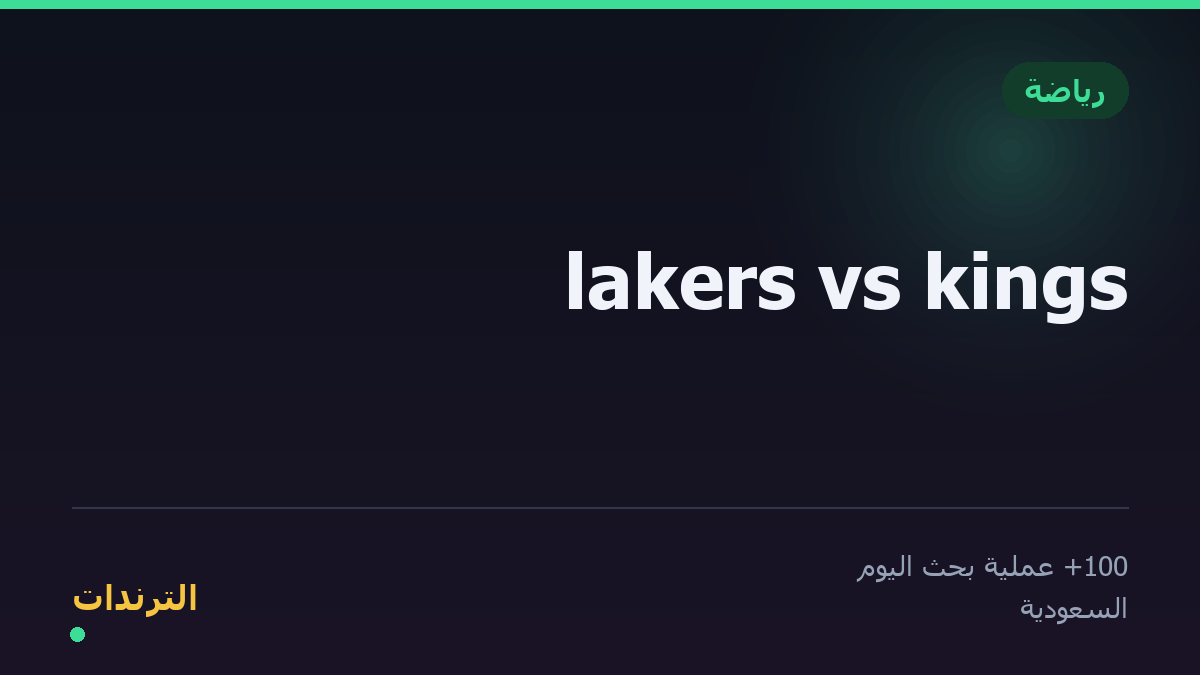 رياضة
lakers vs kings
100+ عملية بحث اليوم
السعودية
الترندات